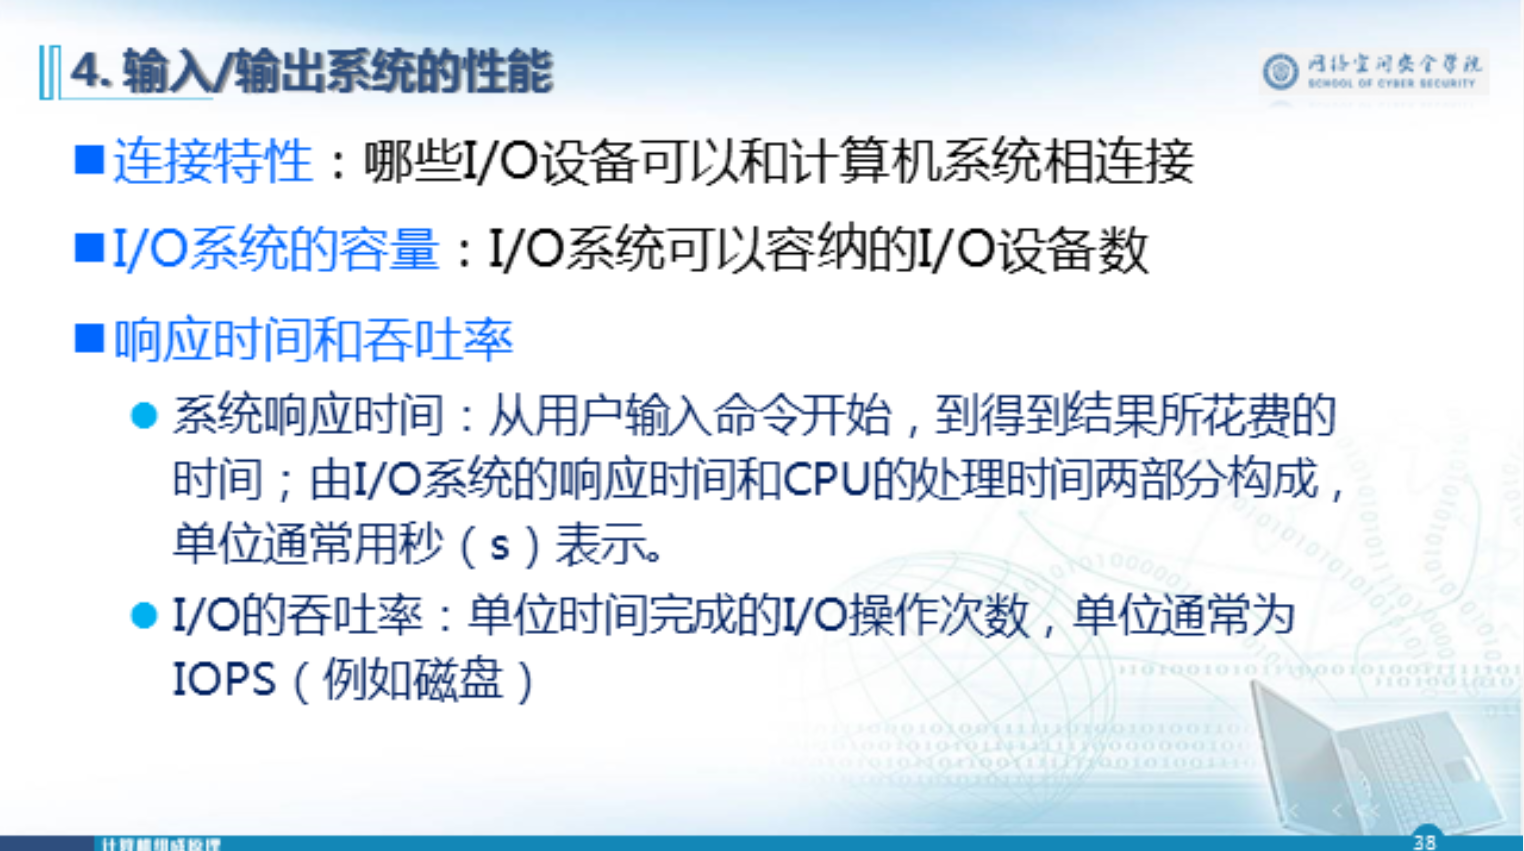 4. 输入/输出系统的性能
网络空间安全学院
SCHOOL OF CYBER SECURITY
连接特性：哪些I/O设备可以和计算机系统相连接
I/O系统的容量：I/O系统可以容纳的I/O设备数
响应时间和吞吐率
系统响应时间：从用户输入命令开始，到得到结果所花费的
时间；由I/O系统的响应时间和CPU的处理时间两部分构成，
单位通常用秒（s）表示。
I/O的吞吐率：单位时间完成的I/O操作次数，单位通常为
IOPS（例如磁盘）
计算机组成原理
38